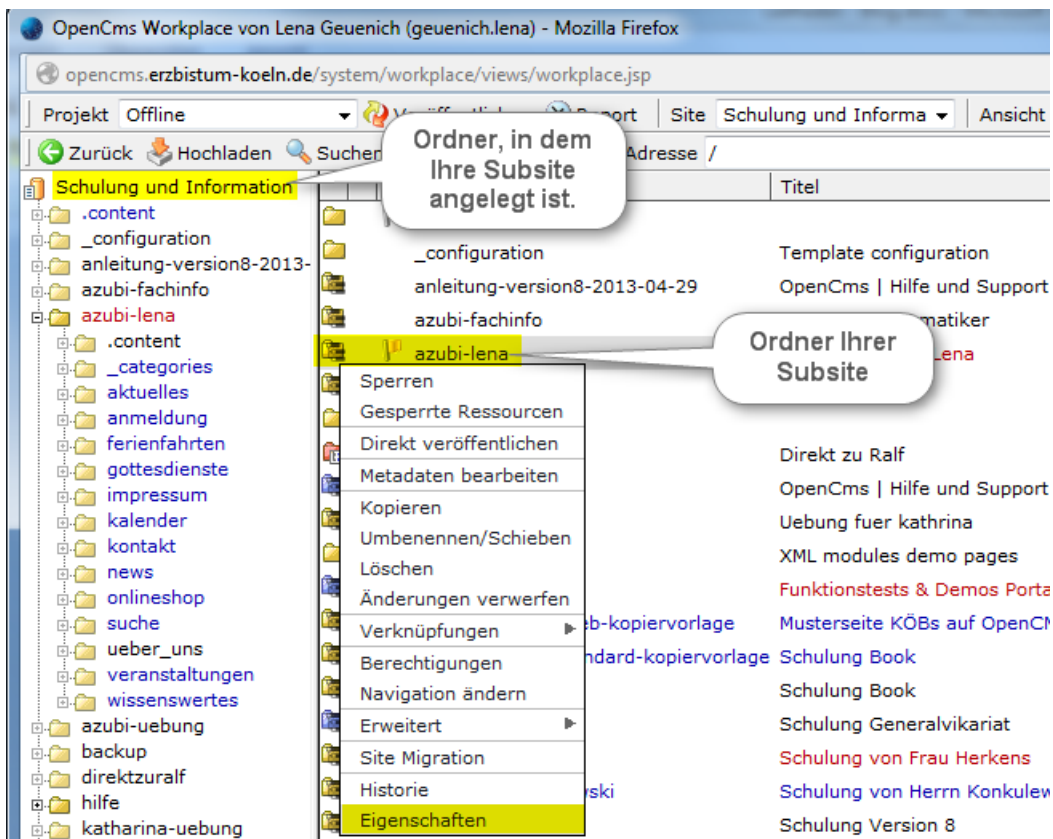 OpenCms Workplace von Lena Geuenich (geuenich.lena) - Mozilla Firefox
opencms.erzbistum-koeln.de/system/workplace/views/workplace.jsp
Projekt Offline Site Schulung und Informa Ansicht
Zurück Hochladen Suchen Adresse /
Ordner, in dem
Ihre Subsite
angelegt ist.
Schulung und Information
.content
_configuration
anleitung-version8-2013-
azubi-fachinfo
azubi-lena
.content
_categories
aktuelles
anmeldung
ferienfahrten
gottesdienste
impressum
kalender
kontakt
news
onlineshop
suche
ueber_uns
veranstaltungen
wissenswertes
azubi-uebung
backup
direktzuralf
hilfe
katharina-uebung
Titel
_configuration Template configuration
anleitung-version8-2013-04-29 OpenCms | Hilfe und Support
azubi-fachinfo
azubi-lena
Ordner Ihrer
Subsite
Sperren
Gesperrte Ressourcen
Direkt veröffentlichen
Metadaten bearbeiten
Kopieren
Umbenennen/Schieben
Löschen
Änderungen verwerfen
Verknüpfungen
Berechtigungen
Navigation ändern
Erweitert
Site Migration
Historie
Eigenschaften
Direkt zu Ralf
OpenCms | Hilfe und Support
Uebung fuer kathrina
XML modules demo pages
Funktionstests & Demos Porta
eb-kopiervorlage Musterseite KÖBs auf OpenCM
ndard-kopiervorlage Schulung Book
Schulung Book
Schulung Generalvikariat
Schulung von Frau Herkens
vski Schulung von Herrn Konkulew
Schulung Version 8